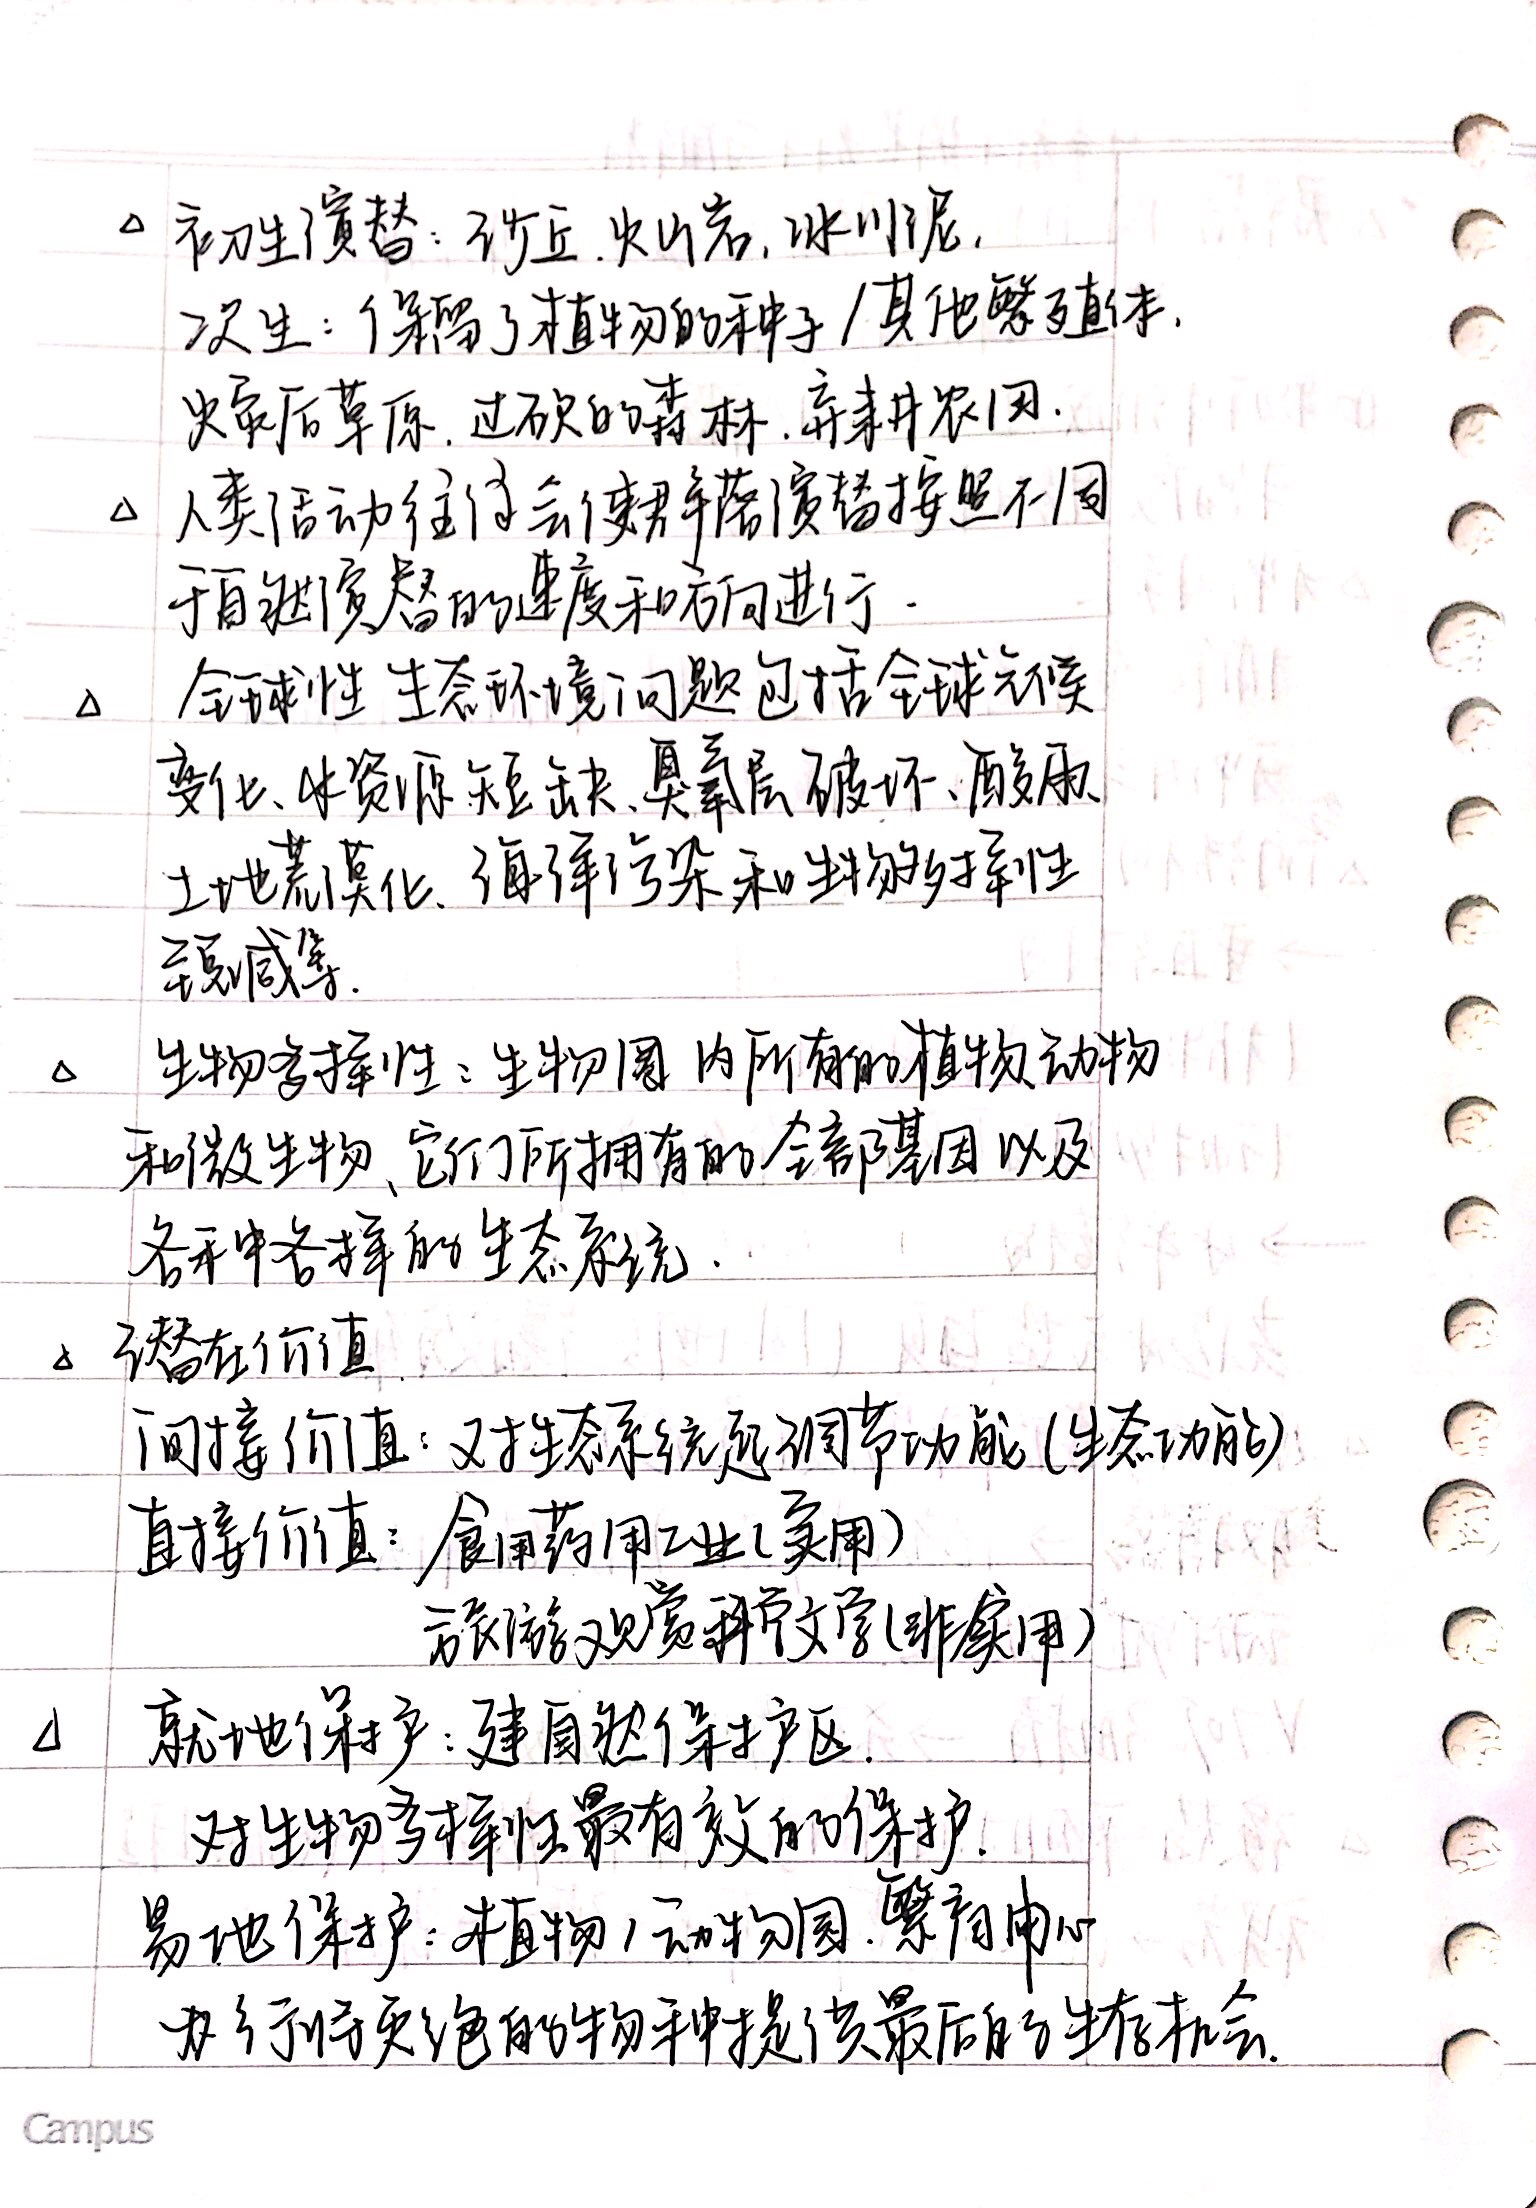 △ 初生演替：沙丘、火山岩，冰川泥.
次生：保留了植物的种子/其他繁殖体.
火灾后草原、过砍的森林、弃耕农田.
△ 人类活动往往会使群落演替按照不同
于自然演替的速度和方向进行.
△ 全球性生态环境问题包括全球气候
变化、水资源短缺、臭氧层破坏、酸雨、
土地荒漠化、海洋污染和生物多样性
锐减等.
△ 生物多样性：生物圈内所有的植物、动物
和微生物、它们所拥有的全部基因以及
各种各样的生态系统.
△ 潜在价值.
间接价值：对生态系统起调节功能(生态功能)
直接价值：食用药用工业(实用)
旅游观赏科学文学(非实用)
△ 就地保护：建自然保护区.
对生物多样性最有效的保护.
易地保护：植物/动物园.繁育中心
为行将灭绝的物种提供最后的生存机会.
Campus